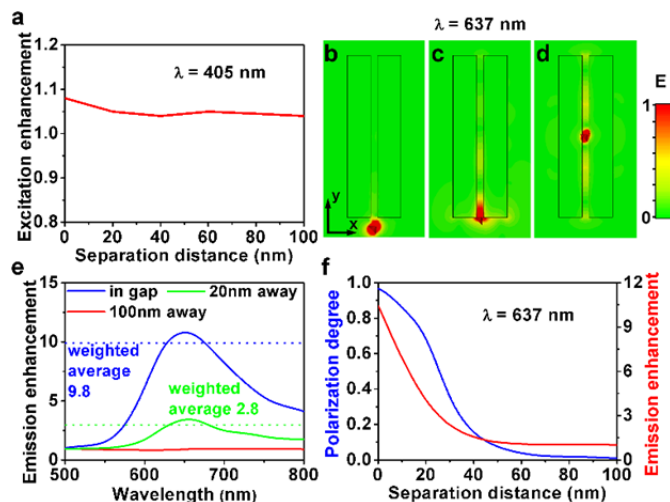 a
λ = 637 nm
b
c
d
1.2
1.1
1.0
0.9
0.8
Excitation enhancement
λ = 405 nm
0 20 40 60 80 100
Separation distance (nm)
y
x
E
1
0
e
15
10
5
0
Emission enhancement
in gap
20nm away
100nm away
weighted
average
9.8
weighted
average 2.8
500 600 700 800
Wavelength (nm)
f
1.0
0.8
0.6
0.4
0.2
0.0
Polarization degree
λ = 637 nm
12
9
6
3
0
Emission enhancement
0 20 40 60 80 100
Separation distance (nm)